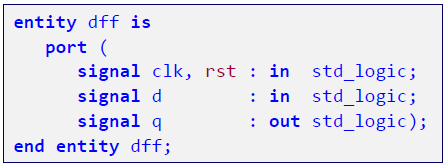 entity dff is
port (
signal clk, rst : in std_logic;
signal d : in std_logic;
signal q : out std_logic);
end entity dff;